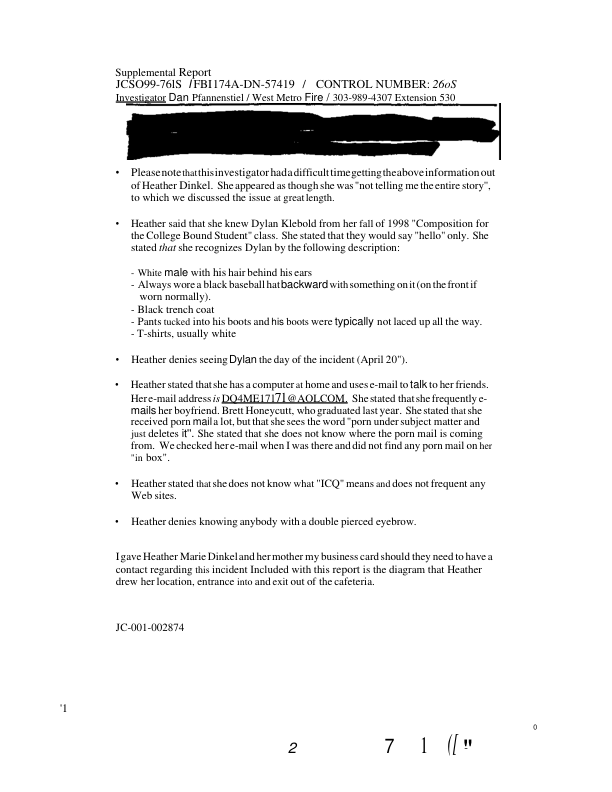 Supplemental Report
JCSO99-76lS /FBI174A-DN-57419 / CONTROL NUMBER: 26oS
Investigator Dan Pfannenstiel / West Metro Fire / 303-989-4307 Extension 530
• Please note that this investigator had a difficult time getting the above information out
of Heather Dinkel. She appeared as though she was "not telling me the entire story",
to which we discussed the issue at great length.
• Heather said that she knew Dylan Klebold from her fall of 1998 "Composition for
the College Bound Student" class. She stated that they would say "hello" only. She
stated that she recognizes Dylan by the following description:
- White male with his hair behind his ears
- Always wore a black baseball hat backward with something on it (on the front if
worn normally).
- Black trench coat
- Pants tucked into his boots and his boots were typically not laced up all the way.
- T-shirts, usually white
• Heather denies seeing Dylan the day of the incident (April 20").
• Heather stated that she has a computer at home and uses e-mail to talk to her friends.
Her e-mail address is DQ4ME17171@AOLCOM. She stated that she frequently e-
mails her boyfriend. Brett Honeycutt, who graduated last year. She stated that she
received porn mail a lot, but that she sees the word "porn under subject matter and
just deletes it". She stated that she does not know where the porn mail is coming
from. We checked her e-mail when I was there and did not find any porn mail on her
"in box".
• Heather stated that she does not know what "ICQ" means and does not frequent any
Web sites.
• Heather denies knowing anybody with a double pierced eyebrow.
I gave Heather Marie Dinkel and her mother my business card should they need to have a
contact regarding this incident Included with this report is the diagram that Heather
drew her location, entrance into and exit out of the cafeteria.
JC-001-002874
'1
0
2 7 1 ([ "